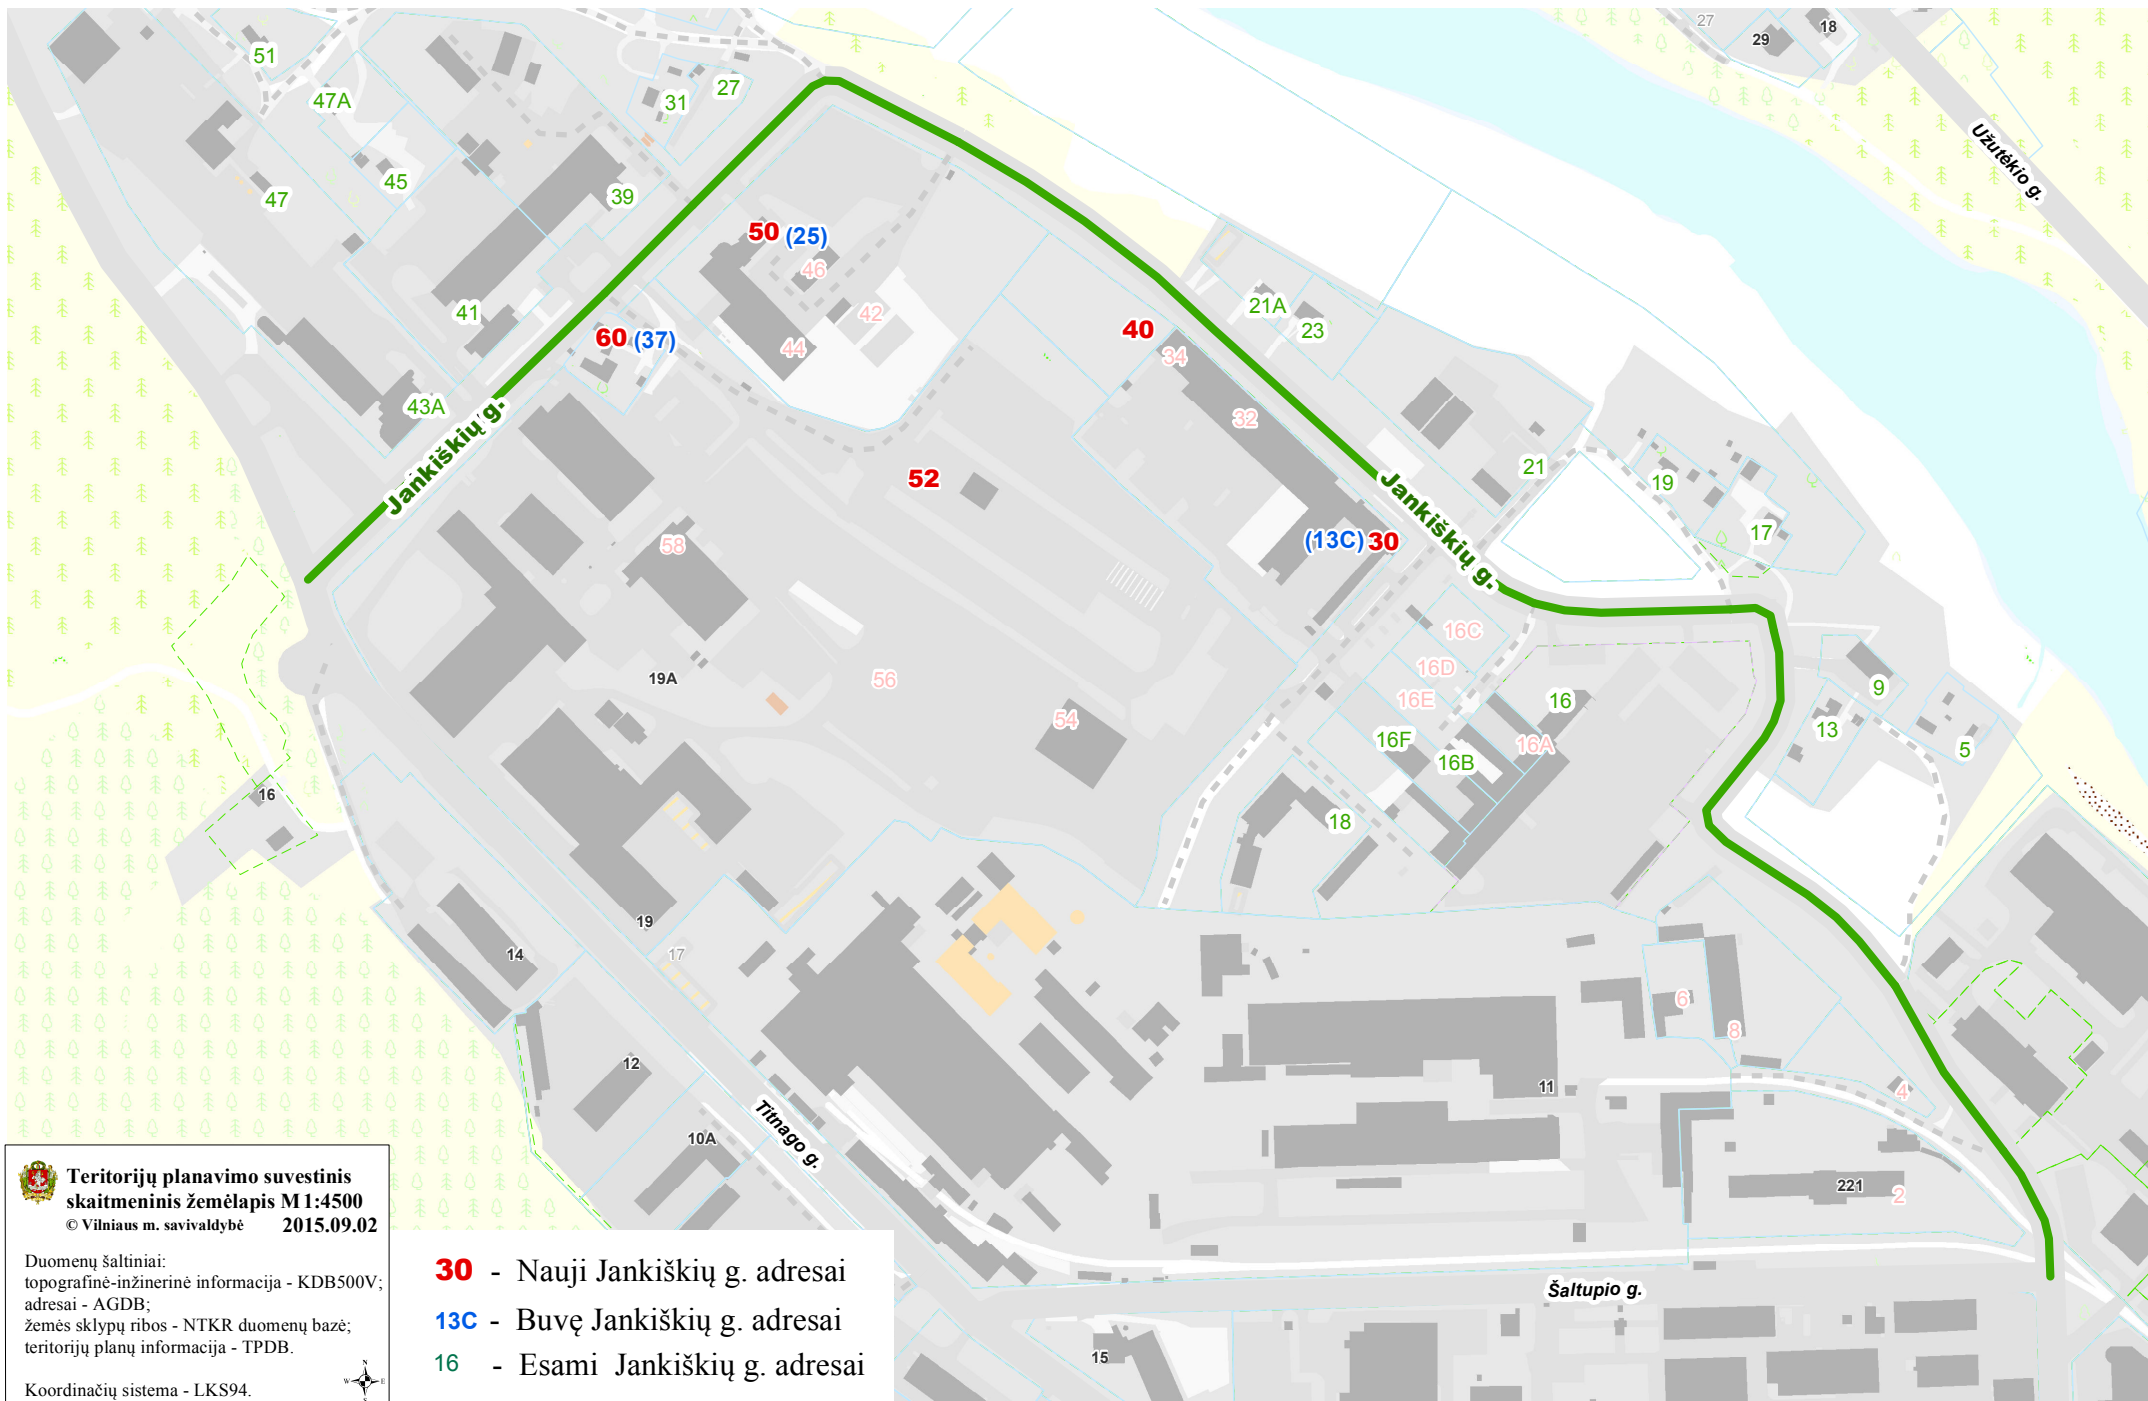 51
47A
47
45
31
27
39
41
43A
27
29
18
Užutėkio g.
50 (25)
46
42
44
60 (37)
40
34
32
21A
23
21
19
17
Jankiškių g.
52
58
(13C) 30
Jankiškių g.
16C
16D
16E
16
16A
16F
16B
18
9
13
5
19A
56
54
16
19
17
14
12
10A
Titnago g.
11
6
8
4
221
2
Šaltupio g.
15
Teritorijų planavimo suvestinis
skaitmeninis žemėlapis M 1:4500
© Vilniaus m. savivaldybė 2015.09.02
Duomenų šaltiniai:
topografinė-inžinerinė informacija - KDB500V;
adresai - AGDB;
žemės sklypų ribos - NTKR duomenų bazė;
teritorijų planų informacija - TPDB.
Koordinačių sistema - LKS94.
N
W E
S
30 - Nauji Jankiškių g. adresai
13C - Buvę Jankiškių g. adresai
16 - Esami Jankiškių g. adresai